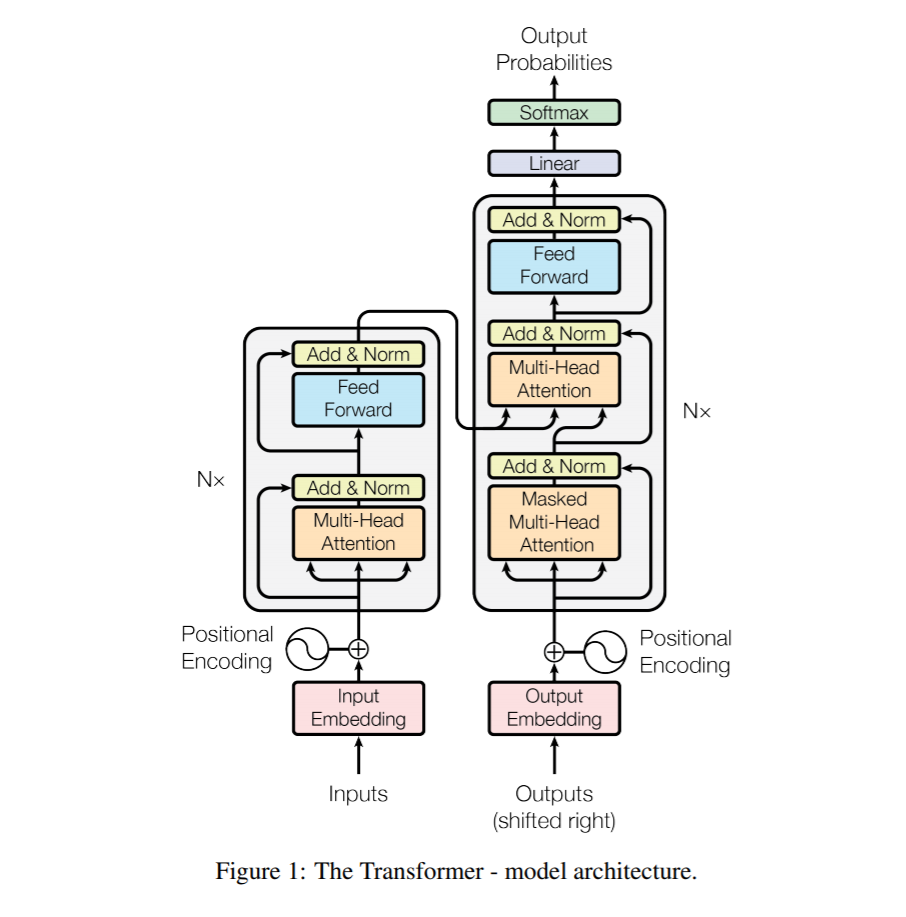 Output
Probabilities
Softmax
Linear
Add & Norm
Feed
Forward
Add & Norm
Multi-Head
Attention
Add & Norm
Masked
Multi-Head
Attention
Nx
Add & Norm
Feed
Forward
Add & Norm
Multi-Head
Attention
Nx
Positional
Encoding
Positional
Encoding
Input
Embedding
Output
Embedding
Inputs
Outputs
(shifted right)
Figure 1: The Transformer - model architecture.